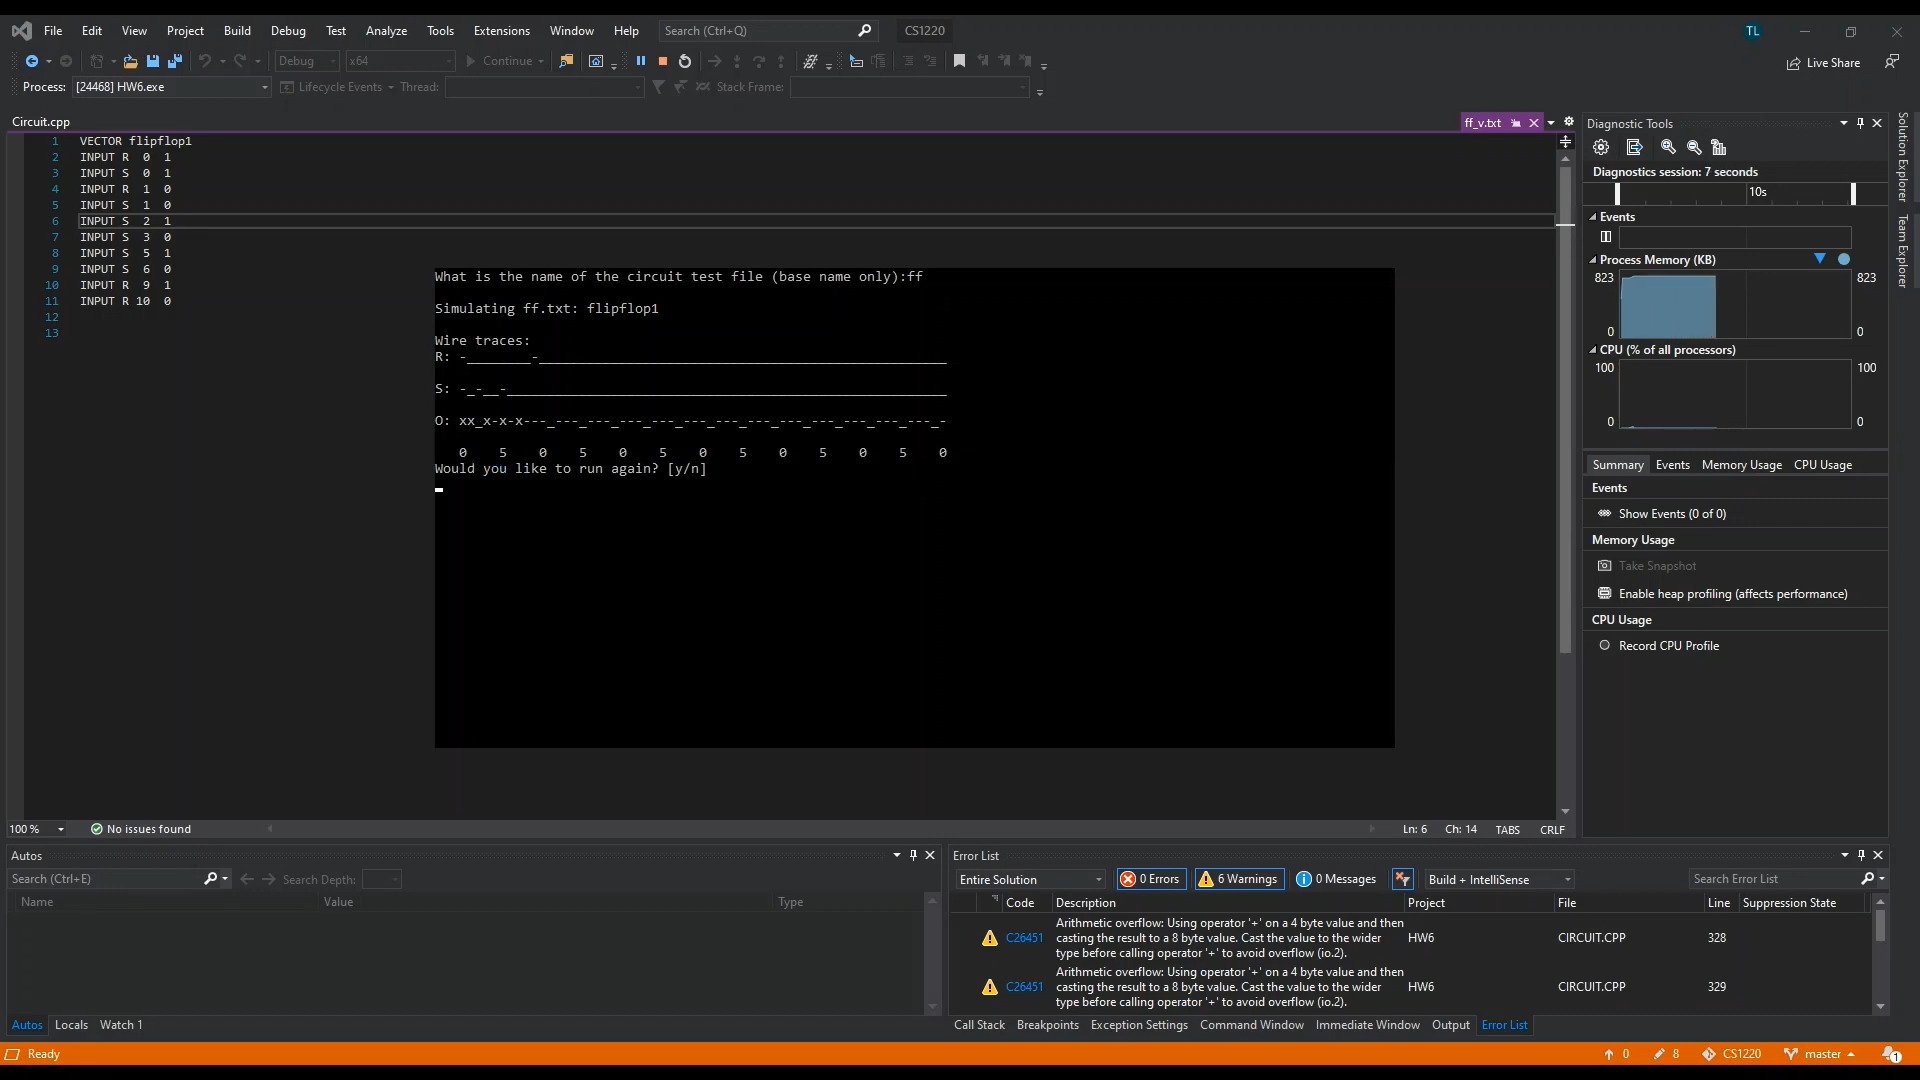 File Edit View Project Build Debug Test Analyze Tools Extensions Window Help Search (Ctrl+Q) CS1220 TL
Debug x64 Continue Live Share
Process: [24468] HW6.exe Lifecycle Events Thread: Stack Frame:
Circuit.cpp ff_v.txt
1 VECTOR flipflop1
2 INPUT R 0 1
3 INPUT S 0 1
4 INPUT R 1 0
5 INPUT S 1 0
6 INPUT S 2 1
7 INPUT S 3 0
8 INPUT S 5 1
9 INPUT S 6 0
10 INPUT R 9 1
11 INPUT R 10 0
12
13
What is the name of the circuit test file (base name only):ff
Simulating ff.txt: flipflop1
Wire traces:
R: -________-___________________________________________________
S: -_-__-_______________________________________________________
O: xx_x-x-x---_---_---_---_---_---_---_---_---_---_---_---_---_-
0 5 0 5 0 5 0 5 0 5 0 5 0
Would you like to run again? [y/n]
100 % No issues found Ln: 6 Ch: 14 TABS CRLF
Diagnostic Tools
Diagnostics session: 7 seconds
10s
Events
Process Memory (KB)
823 823
0 0
CPU (% of all processors)
100 100
0 0
Summary Events Memory Usage CPU Usage
Events
Show Events (0 of 0)
Memory Usage
Take Snapshot
Enable heap profiling (affects performance)
CPU Usage
Record CPU Profile
Solution Explorer
Team Explorer
Autos
Search (Ctrl+E) Search Depth:
Name Value Type
Autos Locals Watch 1
Error List
Entire Solution 0 Errors 6 Warnings 0 Messages Build + IntelliSense Search Error List
Code Description Project File Line Suppression State
C26451 Arithmetic overflow: Using operator '+' on a 4 byte value and then
casting the result to a 8 byte value. Cast the value to the wider HW6 CIRCUIT.CPP 328
type before calling operator '+' to avoid overflow (io.2).
C26451 Arithmetic overflow: Using operator '+' on a 4 byte value and then
casting the result to a 8 byte value. Cast the value to the wider HW6 CIRCUIT.CPP 329
type before calling operator '+' to avoid overflow (io.2).
Call Stack Breakpoints Exception Settings Command Window Immediate Window Output Error List
Ready 0 8 CS1220 master 1